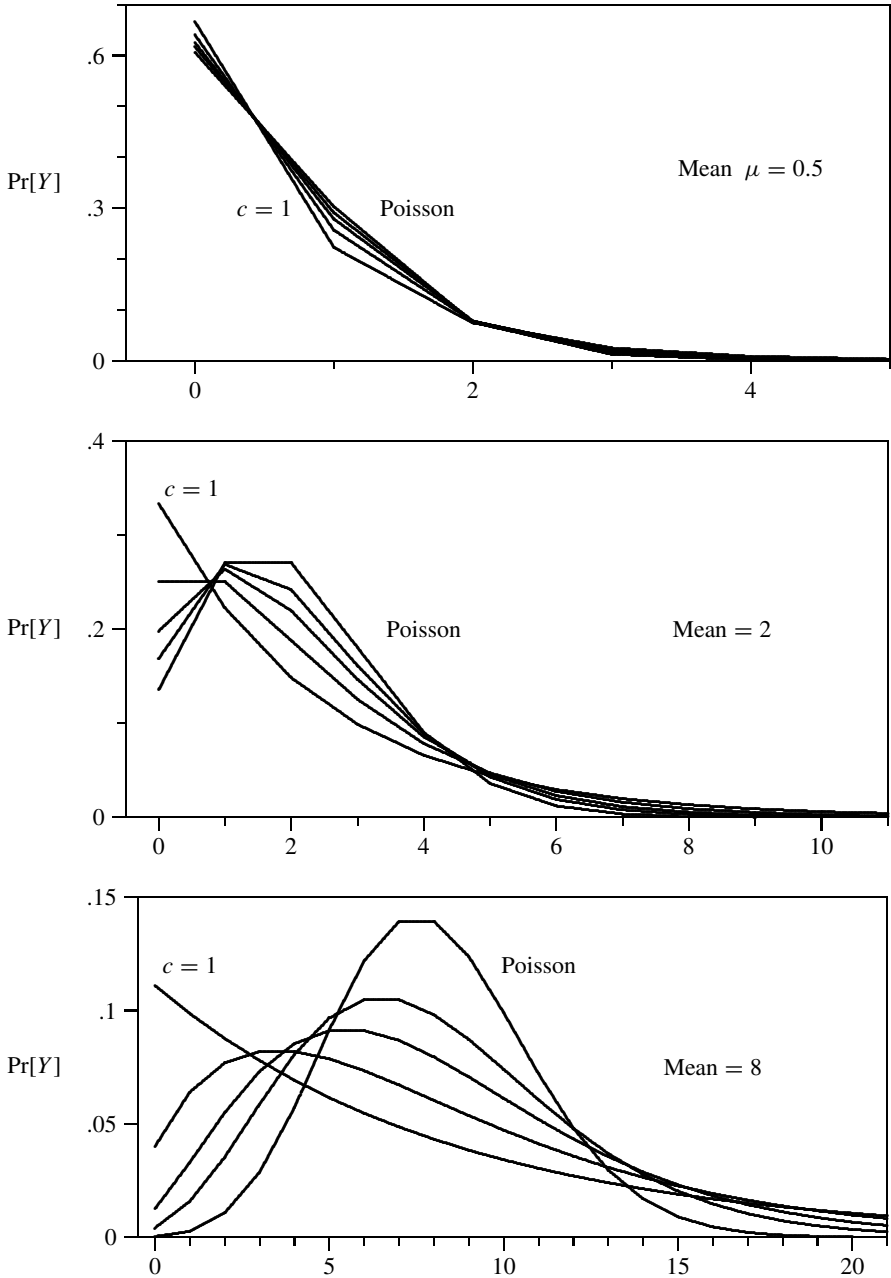 .6
Mean μ = 0.5
Pr[Y]
c = 1
Poisson
.3
0
0
2
4
.4
c = 1
Pr[Y]
.2
Poisson
Mean = 2
0
0
2
4
6
8
10
.15
c = 1
Poisson
.1
Pr[Y]
Mean = 8
.05
0
0
5
10
15
20